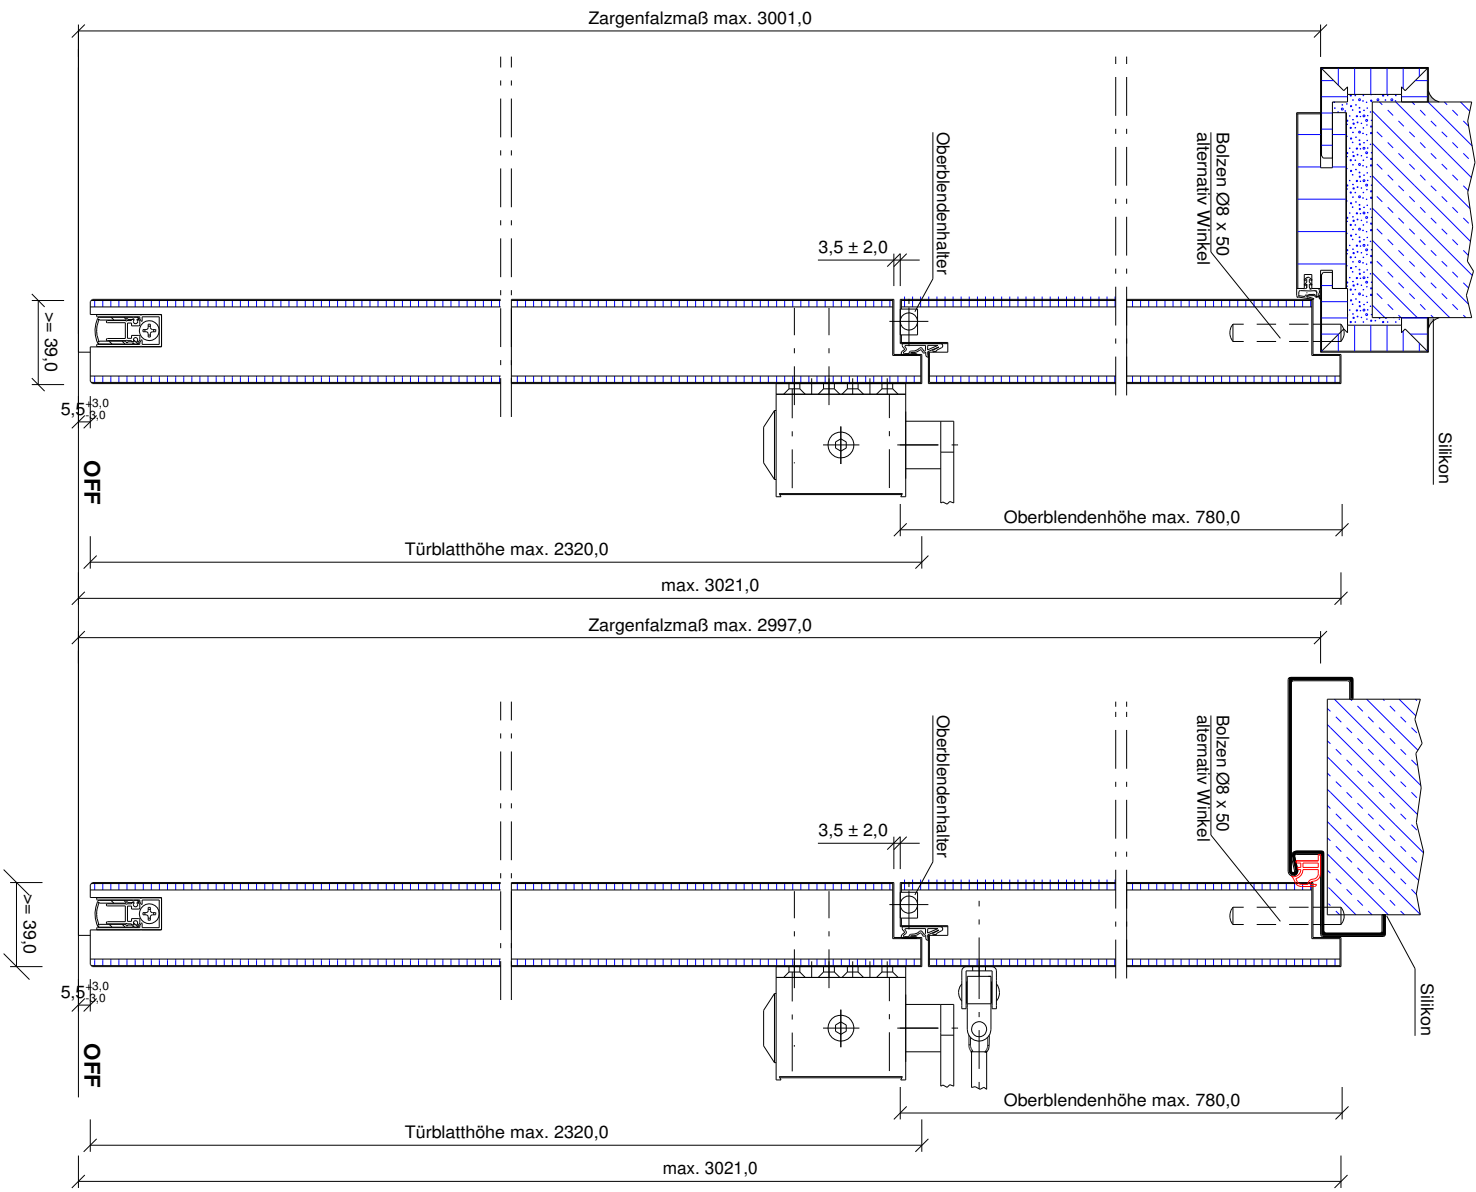 Zargenfalzmaß max. 3001,0
Oberblendenhalter
Bolzen Ø8 x 50
alternativ Winkel
3,5 ± 2,0
>= 39,0
5,5 +3,0
-3,0
OFF
Silikon
Oberblendenhöhe max. 780,0
Türblatthöhe max. 2320,0
max. 3021,0
Zargenfalzmaß max. 2997,0
Oberblendenhalter
Bolzen Ø8 x 50
alternativ Winkel
3,5 ± 2,0
>= 39,0
5,5 +3,0
-3,0
OFF
Silikon
Oberblendenhöhe max. 780,0
Türblatthöhe max. 2320,0
max. 3021,0